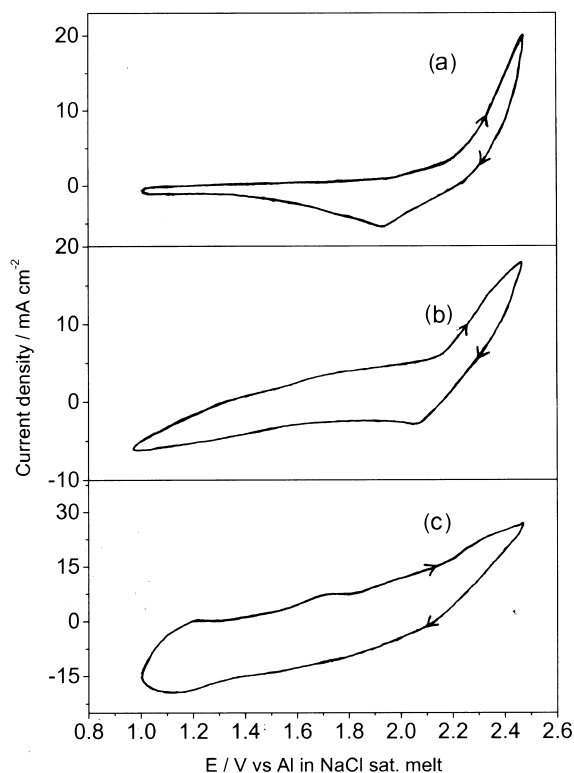 20
(a)
10
0
20
(b)
10
0
-10
30
(c)
15
0
-15
0.8 1.0 1.2 1.4 1.6 1.8 2.0 2.2 2.4 2.6
E / V vs Al in NaCl sat. melt
Current density / mA cm⁻²